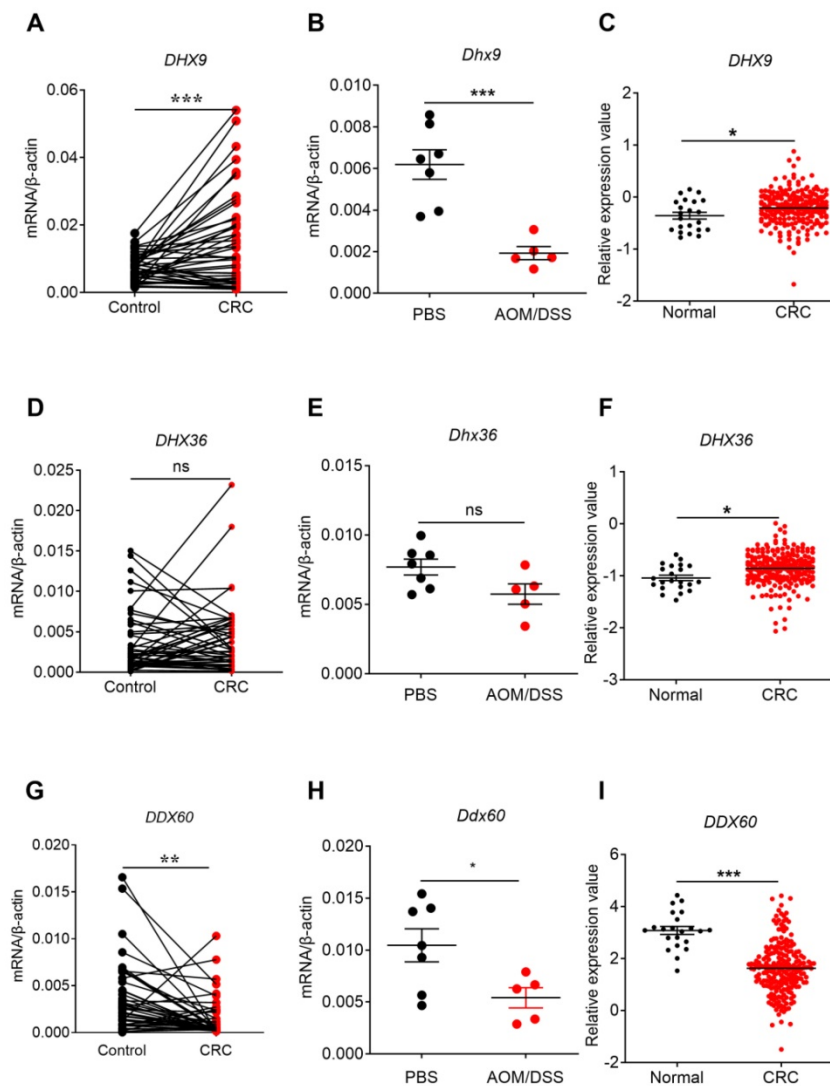 A
DHX9
***
mRNA/β-actin
0.06
0.04
0.02
0.00
Control
CRC
B
Dhx9
***
mRNA/β-actin
0.010
0.008
0.006
0.004
0.002
0.000
PBS
AOM/DSS
C
DHX9
*
Relative expression value
2
1
-0
-1
-2
Normal
CRC
D
DHX36
ns
mRNA/β-actin
0.025
0.020
0.015
0.010
0.005
0.000
Control
CRC
E
Dhx36
ns
mRNA/β-actin
0.015
0.010
0.005
0.000
PBS
AOM/DSS
F
DHX36
*
Relative expression value
1
0
-1
-2
-3
Normal
CRC
G
DDX60
**
mRNA/β-actin
0.020
0.015
0.010
0.005
0.000
Control
CRC
H
Ddx60
*
mRNA/β-actin
0.020
0.015
0.010
0.005
0.000
PBS
AOM/DSS
I
DDX60
***
Relative expression value
6
4
2
0
-2
Normal
CRC